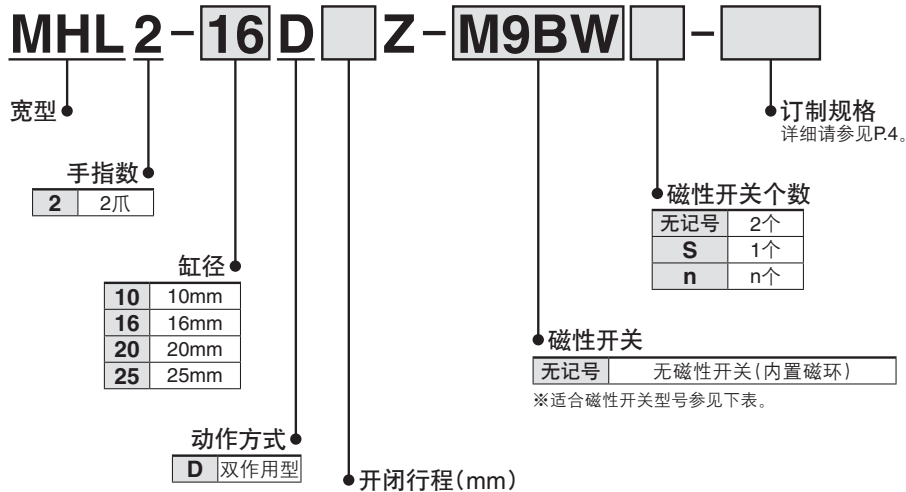 MHL2-16D Z-M9BW -
宽型
订制规格
详细请参见P.4。
手指数
2 2爪
磁性开关个数
无记号 2个
S 1个
n n个
缸径
10 10mm
16 16mm
20 20mm
25 25mm
磁性开关
无记号 无磁性开关(内置磁环)
※适合磁性开关型号参见下表。
动作方式
D 双作用型
开闭行程(mm)